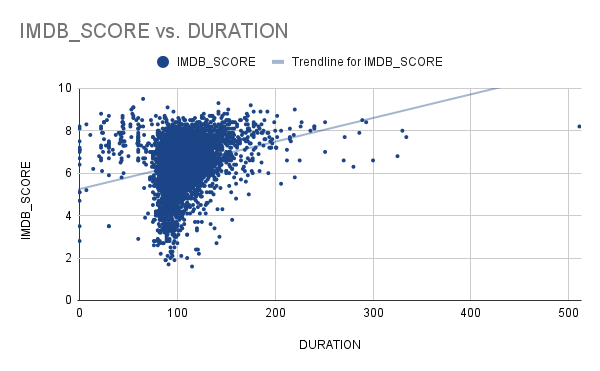 IMDB_SCORE vs. DURATION
IMDB_SCORE Trendline for IMDB_SCORE
10
8
6
4
2
0
IMDB_SCORE
0 100 200 300 400 500
DURATION